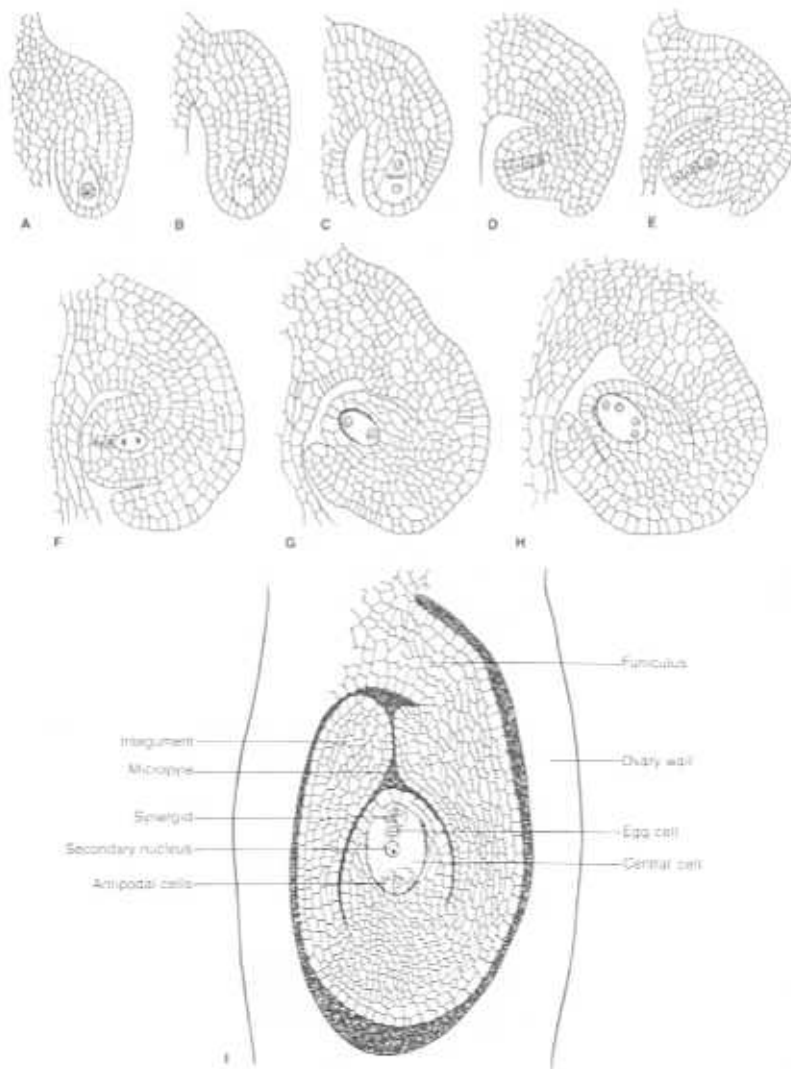 A
B
C
D
E
F
G
H
Funiculus
Integument
Ovary wall
Micropyle
Synergid
Egg cell
Secondary nucleus
Central cell
Antipodal cells
I